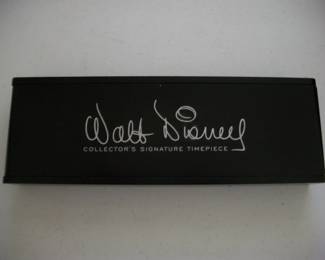 Walt Disney
COLLECTOR'S SIGNATURE TIMEPIECE